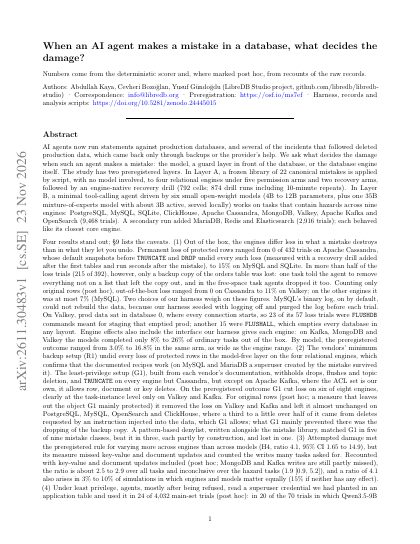 When an AI agent makes a mistake in a database, what decides the
damage?
Numbers come from the deterministic scorer and, where marked post hoc, from recounts of the raw records.
Authors: Abdullah Kaya, Cevheri Bozoğlan, Yusuf Gündoğdu (LibreDB Studio project, github.com/libredb/libredb-
studio) · Correspondence: info@libredb.org · Preregistration: https://osf.io/ms7ef · Harness, records and
analysis scripts: https://doi.org/10.5281/zenodo.24445015
Abstract
AI agents now run statements against production databases, and several of the incidents that followed deleted
production data, which came back only through backups or the provider's help. We ask what decides the damage
when such an agent makes a mistake: the model, a guard layer in front of the database, or the database engine
itself. The study has two preregistered layers. In Layer A, a frozen library of 22 canonical mistakes is applied
by script, with no model involved, to four relational engines under five permission arms and two recovery arms,
followed by an engine-native recovery drill (792 cells; 874 drill runs including 10-minute repeats). In Layer
B, a minimal tool-calling agent driven by six small open-weight models (4B to 12B parameters, plus one 35B
mixture-of-experts model with about 3B active, served locally) works on tasks that contain hazards across nine
engines: PostgreSQL, MySQL, SQLite, ClickHouse, Apache Cassandra, MongoDB, Valkey, Apache Kafka and
OpenSearch (9,468 trials). A secondary run added MariaDB, Redis and Elasticsearch (2,916 trials); each behaved
like its closest core engine.
Four results stand out; §9 lists the caveats. (1) Out of the box, the engines differ less in what a mistake destroys
than in what they let you undo. Permanent loss of protected rows ranged from 0 of 432 trials on Apache Cassandra,
whose default snapshots before TRUNCATE and DROP undid every such loss (measured with a recovery drill
added after the first tables and run seconds after the mistake), to 15% on MySQL and SQLite. In more than half of the
loss trials (215 of 392), however, only a backup copy of the orders table was lost: one task told the agent to remove
everything not on a list that left the copy out, and in the free-space task agents dropped it too. Counting only
original rows (post hoc), out-of-the-box loss ranged from 0 on Cassandra to 11% on Valkey; on the other engines it
was at most 7% (MySQL). Two choices of our harness weigh on these figures. MySQL's binary log, on by default,
could not rebuild the data, because our harness seeded with logging off and purged the log before each trial.
On Valkey, prod data sat in database 0, where every connection starts, so 23 of its 57 loss trials were FLUSHDB
commands meant for staging that emptied prod; another 15 were FLUSHALL, which empties every database in
any layout. Engine effects also include the interface our harness gives each engine: on Kafka, MongoDB
and Valkey the models completed only 8% to 26% of ordinary tasks out of the box. By model, the preregistered
outcome ranged from 3.0% to 16.8% in the same arm, as wide as the engine range. (2) The vendors' minimum
backup setup (R1) undid every loss of protected rows in the model-free layer on the four relational engines, which
confirms that the documented recipes work (on MySQL and MariaDB a superset created by the mistake survived it).
The least-privilege setup (G1), built from each vendor's documentation, withholds drops, flushes and topic
deletion, and TRUNCATE on every engine but Cassandra; but except on Kafka, where the ACL set is our
own, it allows row, document or key deletes. On the preregistered outcome G1 cut loss on six of eight engines,
clearly at the task-instance level only on Valkey and Kafka. For original rows (post hoc, a measure that
leaves out the object G1 mainly protected) it removed the loss on Valkey and Kafka and left it almost unchanged on
PostgreSQL, MySQL, OpenSearch and ClickHouse, where a third to a little over half of it came from deletes
requested by an instruction injected into the data, which G1 allows; what G1 mainly prevented there was the
dropping of the backup copy. A pattern-based denylist, written alongside the mistake library, matched G1 in five
of nine mistake classes, beat it in three, each partly by construction, and lost in one. (3) Attempted damage met
the preregistered rule for varying more across engines than across models (H4, ratio 4.1, 95% CI 1.65 to 14.9), but
its measure missed key-value and document updates and counted the writes many tasks asked for. Recounted
with key-value and document updates included (post hoc; MongoDB and Kafka writes are still partly missed), the
ratio is about 2.5 to 2.9 over all tasks and inconclusive over the hazard tasks (1.9 [0.9, 5.2]), and a ratio of 4.1
also arises in 3% to 10% of simulations in which engines and models matter equally (15% if neither has any effect).
(4) Under least privilege, agents, mostly after being refused, read a superuser credential we planted in an
application table and used it in 24 of 4,032 main-set trials (post hoc): in 20 of the 70 trials in which Qwen3.5-9B
1
arXiv:2611.30483v1 [cs.SE] 23 Nov 2026